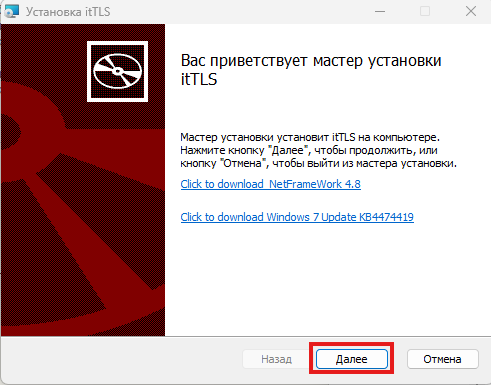 Установка itTLS
Вас приветствует мастер установки
itTLS
Мастер установки установит itTLS на компьютере.
Нажмите кнопку "Далее", чтобы продолжить, или
кнопку "Отмена", чтобы выйти из мастера установки.
Click to download NetFrameWork 4.8
Click to download Windows 7 Update KB4474419
Назад
Далее
Отмена